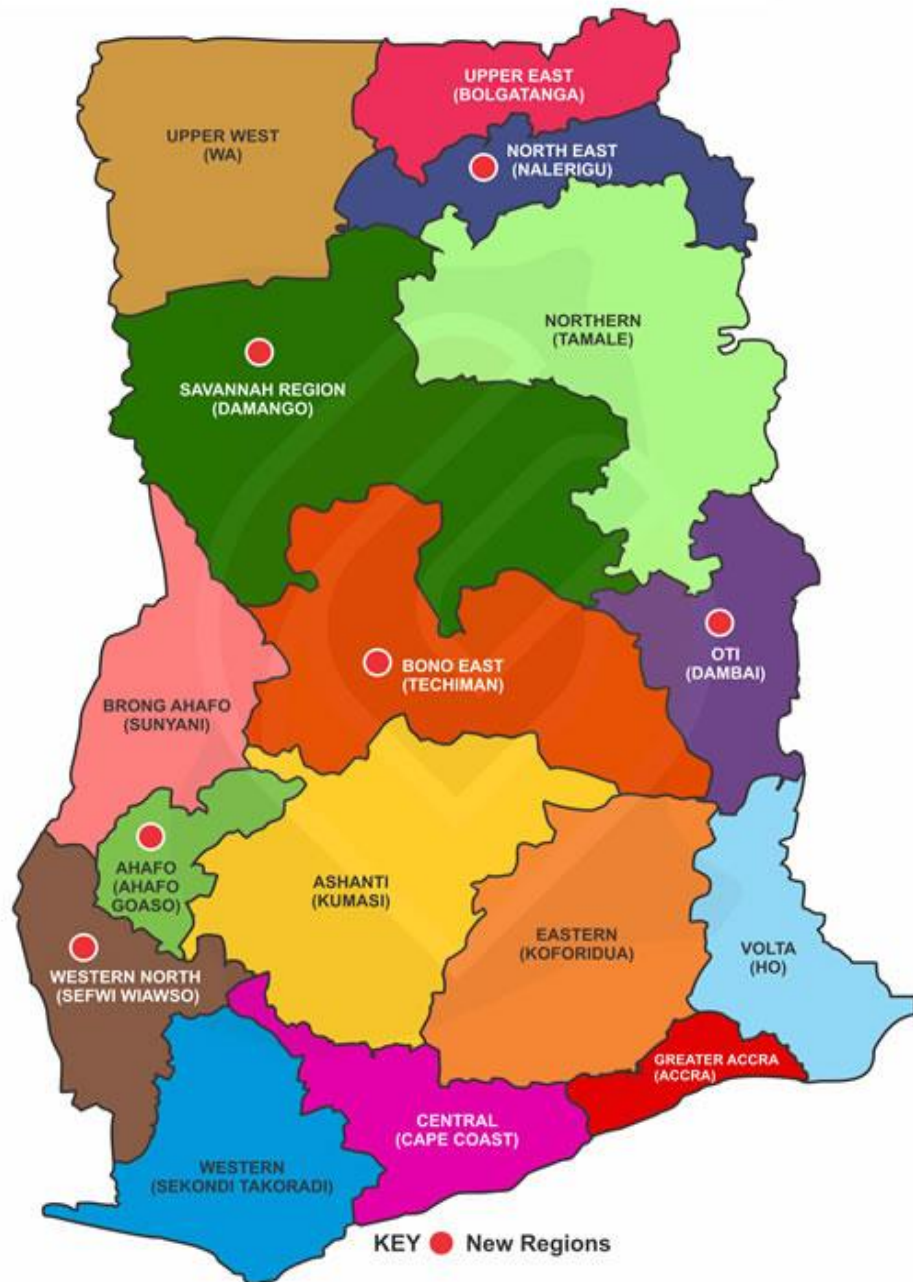 UPPER EAST
(BOLGATANGA)
UPPER WEST
(WA)
NORTH EAST
(NALERIGU)
NORTHERN
(TAMALE)
SAVANNAH REGION
(DAMANGO)
OTI
(DAMBAI)
BONO EAST
(TECHIMAN)
BRONG AHAFO
(SUNYANI)
AHAFO
(AHAFO
GOASO)
ASHANTI
(KUMASI)
EASTERN
(KOFORIDUA)
VOLTA
(HO)
WESTERN NORTH
(SEFWI WIAWSO)
GREATER ACCRA
(ACCRA)
CENTRAL
(CAPE COAST)
WESTERN
(SEKONDI TAKORADI)
KEY New Regions